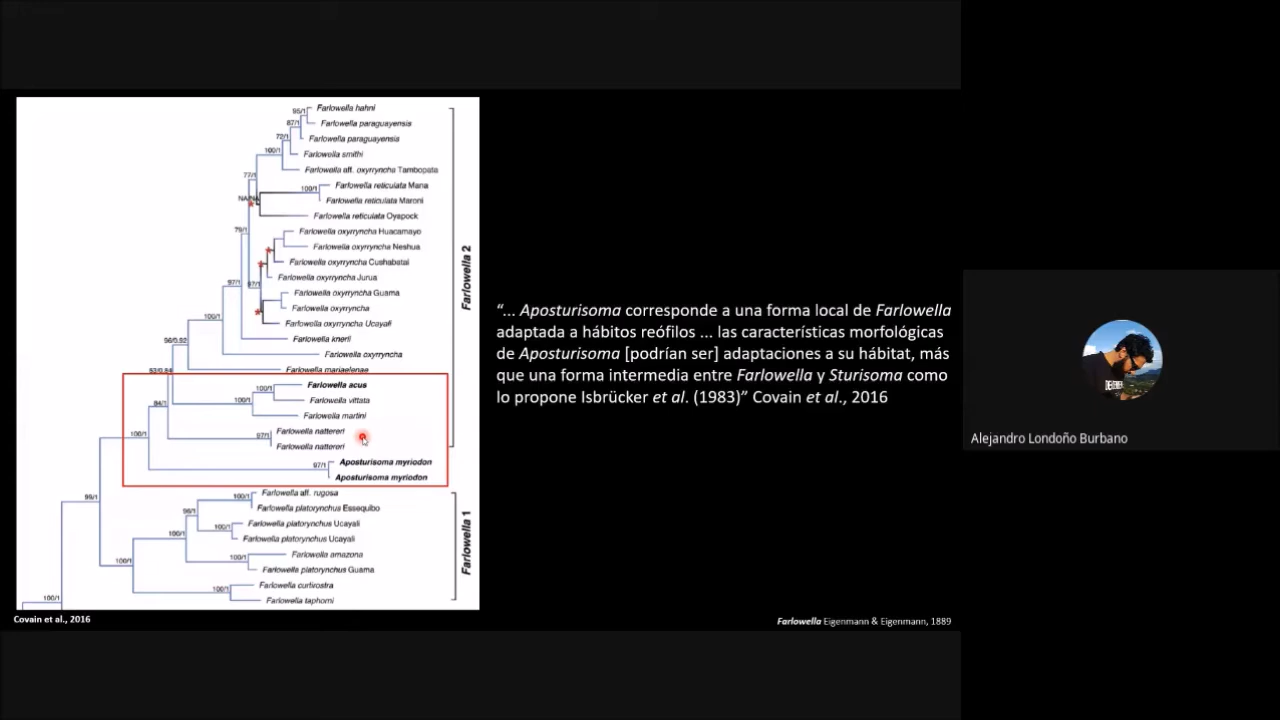 95/1
Farlowella hahni
87/1
Farlowella paraguayensis
72/1
Farlowella paraguayensis
100/1
Farlowella smithi
Farlowella aff. oxyrryncha Tambopata
77/1
100/1
Farlowella reticulata Mana
Farlowella reticulata Maroni
Farlowella reticulata Oyapock
79/1
Farlowella oxyrryncha Huacamayo
Farlowella oxyrryncha Neshua
Farlowella oxyrryncha Cushabatai
Farlowella oxyrryncha Jurua
97/1
97/1
Farlowella oxyrryncha Guama
Farlowella oxyrryncha
100/1
Farlowella oxyrryncha Ucayali
Farlowella knerii
Farlowella oxyrryncha
Farlowella mariaelenae
Farlowella 2
84/1
100/1
100/1
Farlowella acus
Farlowella vittata
Farlowella martini
100/1
97/1
Farlowella nattereri
Farlowella nattereri
97/1
Aposturisoma myriodon
Aposturisoma myriodon
99/1
100/1
Farlowella aff. rugosa
96/1
Farlowella platorynchus Essequibo
100/1
100/1
Farlowella platorynchus Ucayali
Farlowella platorynchus Ucayali
100/1
Farlowella amazona
100/1
Farlowella platorynchus Guama
100/1
Farlowella curtirostra
Farlowella taphorni
100/1
Farlowella 1
Covain et al., 2016
“... Aposturisoma corresponde a una forma local de Farlowella
adaptada a hábitos reófilos ... las características morfológicas
de Aposturisoma [podrían ser] adaptaciones a su hábitat, más
que una forma intermedia entre Farlowella y Sturisoma como
lo propone Isbrücker et al. (1983)” Covain et al., 2016
Farlowella Eigenmann & Eigenmann, 1889
Alejandro Londoño Burbano